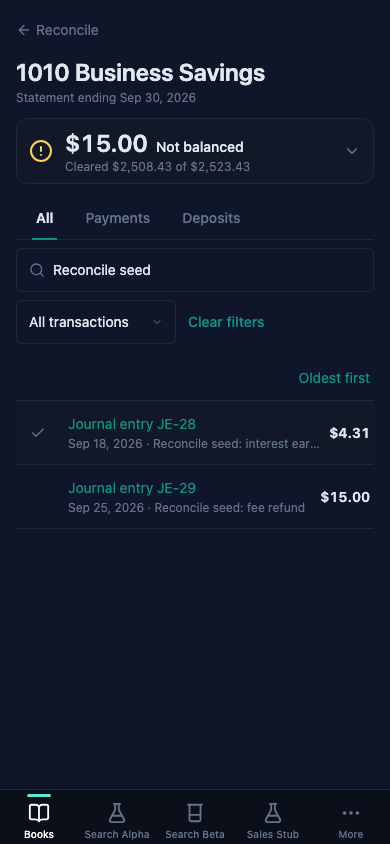 Reconcile
1010 Business Savings
Statement ending Sep 30, 2026
$15.00 Not balanced
Cleared $2,508.43 of $2,523.43
All Payments Deposits
Reconcile seed
All transactions Clear filters
Oldest first
Journal entry JE-28
$4.31
Sep 18, 2026 · Reconcile seed: interest ear...
Journal entry JE-29
$15.00
Sep 25, 2026 · Reconcile seed: fee refund
Books Search Alpha Search Beta Sales Stub More